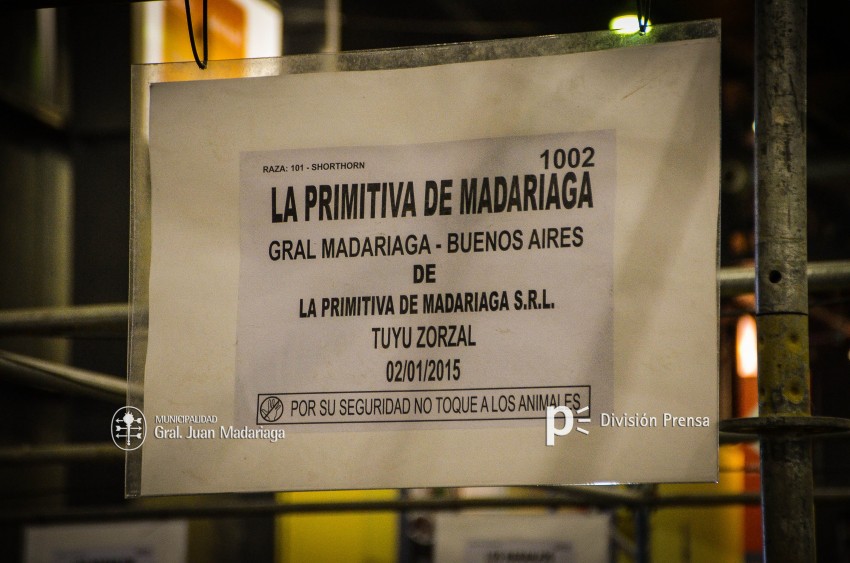 RAZA: 101 - SHORTHORN
1002
LA PRIMITIVA DE MADARIAGA
GRAL MADARIAGA - BUENOS AIRES
DE
LA PRIMITIVA DE MADARIAGA S.R.L.
TUYU ZORZAL
02/01/2015
POR SU SEGURIDAD NO TOQUE A LOS ANIMALES
MUNICIPALIDAD
Gral. Juan Madariaga
p
División Prensa